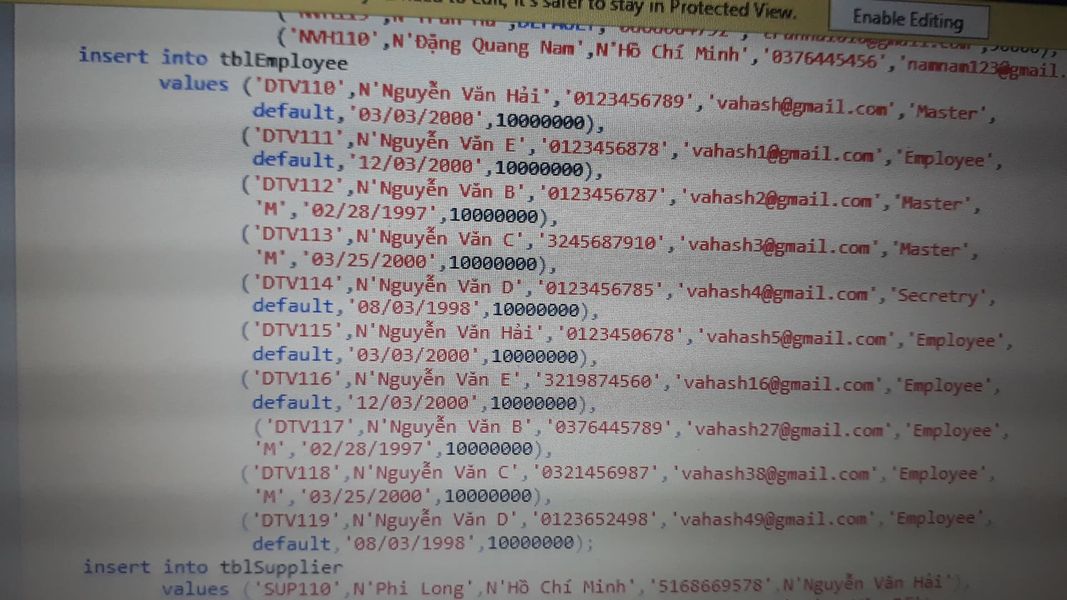 need to edit, it's safer to stay in Protected View.
Enable Editing
('NVH110',N'Đặng Quang Nam',N'Hồ Chí Minh','0376445456','namnam123@gmail.
insert into tblEmployee
values ('DTV110',N'Nguyễn Văn Hải','0123456789','vahash@gmail.com','Master',
default,'03/03/2000',10000000),
('DTV111',N'Nguyễn Văn E','0123456878','vahash1@gmail.com','Employee',
default,'12/03/2000',10000000),
('DTV112',N'Nguyễn Văn B','0123456787','vahash2@gmail.com','Master',
'M','02/28/1997',10000000),
('DTV113',N'Nguyễn Văn C','3245687910','vahash3@gmail.com','Master',
'M','03/25/2000',10000000),
('DTV114',N'Nguyễn Văn D','0123456785','vahash4@gmail.com','Secretry',
default,'08/03/1998',10000000),
('DTV115',N'Nguyễn Văn Hải','0123450678','vahash5@gmail.com','Employee',
default,'03/03/2000',10000000),
('DTV116',N'Nguyễn Văn E','3219874560','vahash16@gmail.com','Employee',
default,'12/03/2000',10000000),
('DTV117',N'Nguyễn Văn B','0376445789','vahash27@gmail.com','Employee',
'M','02/28/1997',10000000),
('DTV118',N'Nguyễn Văn C','0321456987','vahash38@gmail.com','Employee',
'M','03/25/2000',10000000),
('DTV119',N'Nguyễn Văn D','0123652498','vahash49@gmail.com','Employee',
default,'08/03/1998',10000000);
insert into tblSupplier
values ('SUP110',N'Phi Long',N'Hồ Chí Minh','5168669578',N'Nguyễn Văn Hải'),